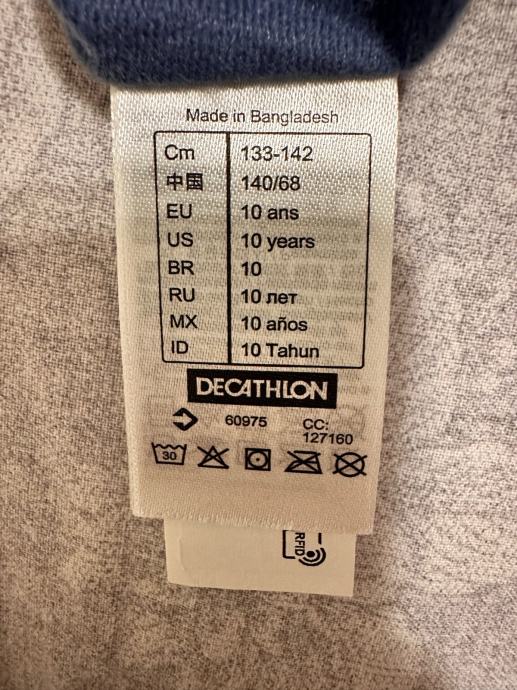 Made in Bangladesh
Cm 133-142
中国 140/68
EU 10 ans
US 10 years
BR 10
RU 10 лет
MX 10 años
ID 10 Tahun
DECATHLON
60975 CC:
127160
30
RFID